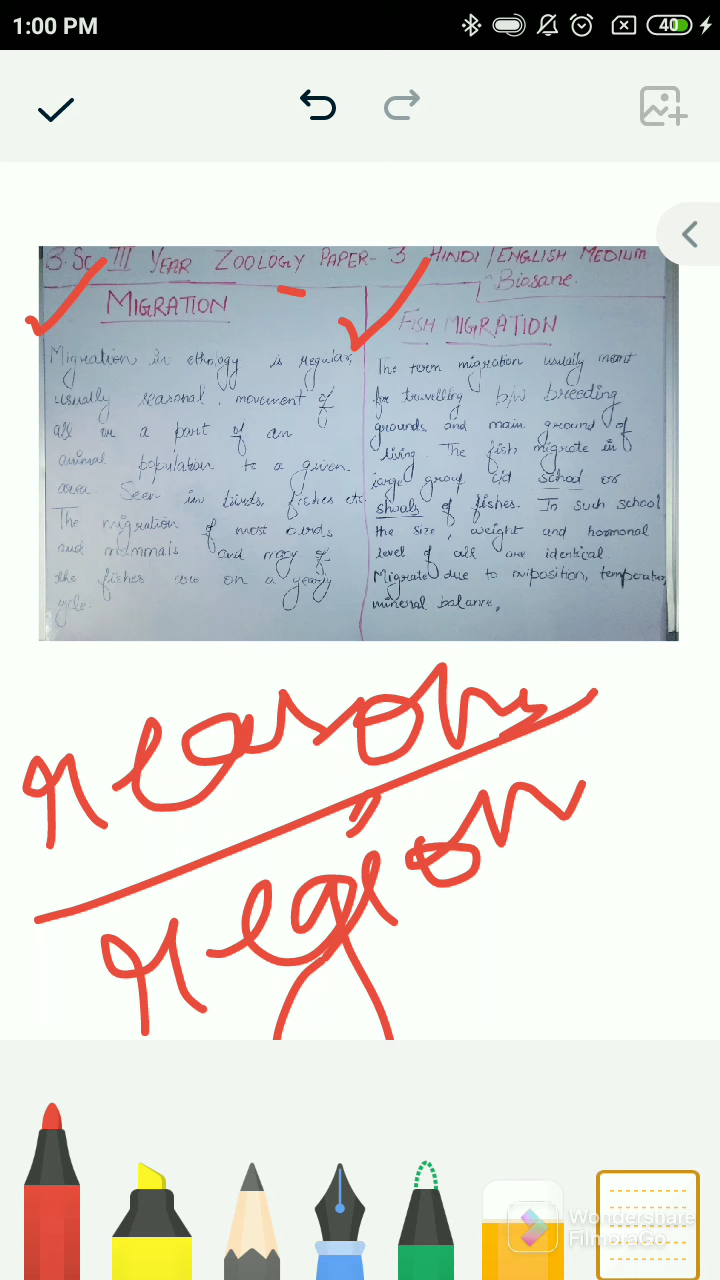 1:00 PM
40
B.Sc III YEAR ZOOLOGY PAPER- 3 HINDI / ENGLISH MEDIUM
Biosane.
MIGRATION
Migration in ethology is regular,
usually seasonal, movement of
all or a part of an
animal population to a given
area. Seen in birds, fishes etc.
The migration of most birds
and mammals and many of
the fishes are on a yearly
cycle.
FISH MIGRATION
The term migration usually ment
for travelling b/w breeding
grounds and main ground of
living. The fish migrate in
large group c/d school or
shoals of fishes. In such school
the size, weight and hormonal
level of all are identical.
Migrate due to oviposition, temperature,
mineral balance,
reasons
region
Wondershare
FilmoraGo